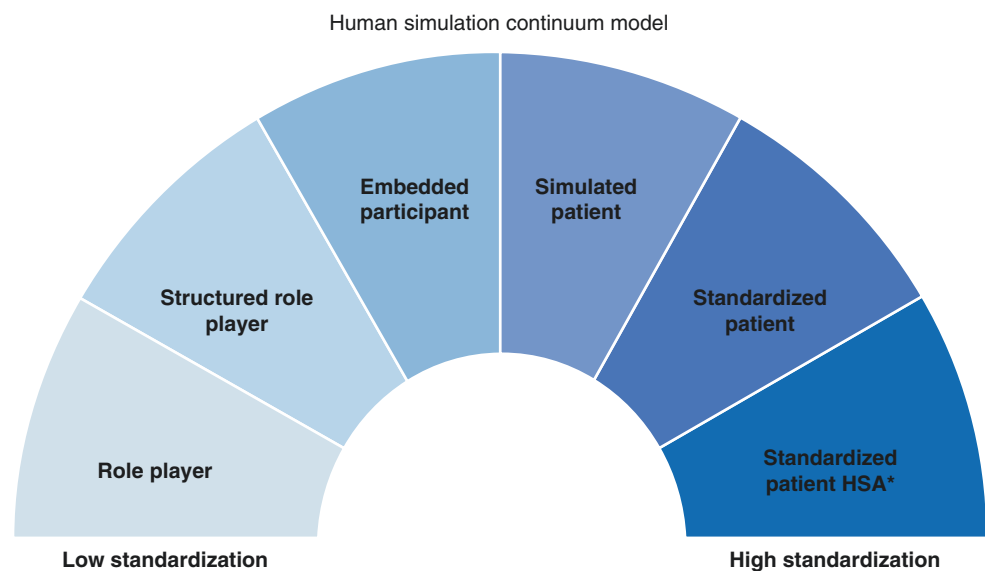 Human simulation continuum model
Embedded
participant
Simulated
patient
Structured role
player
Standardized
patient
Role player
Standardized
patient HSA*
Low standardization
High standardization